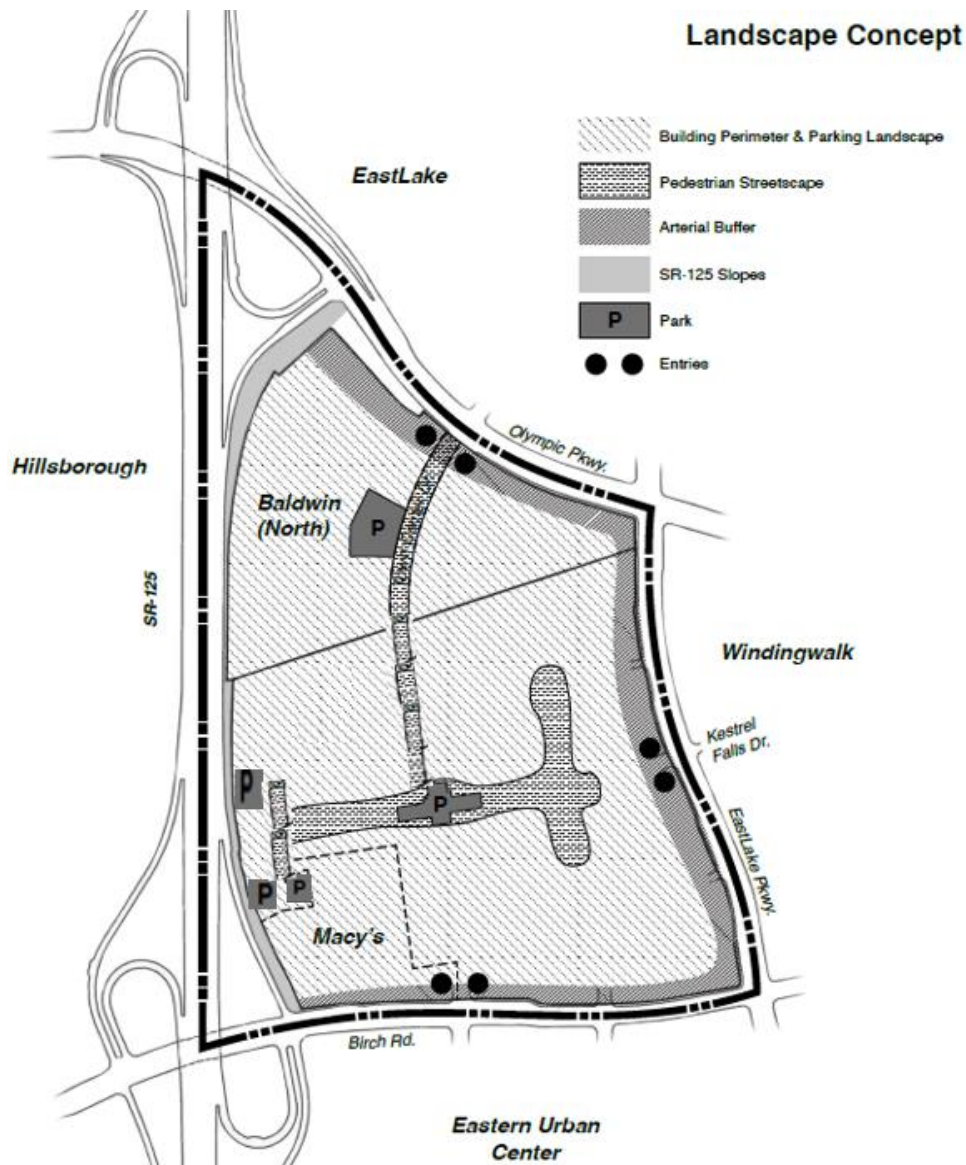 Landscape Concept
Building Perimeter & Parking Landscape
Pedestrian Streetscape
Arterial Buffer
SR-125 Slopes
P
Park
Entries
EastLake
Olympic Pkwy.
Hillsborough
Baldwin
(North)
P
SR-125
Windingwalk
Kestrel
Falls Dr.
P
P
EastLake Pkwy.
P
P
Macy's
Birch Rd.
Eastern Urban
Center